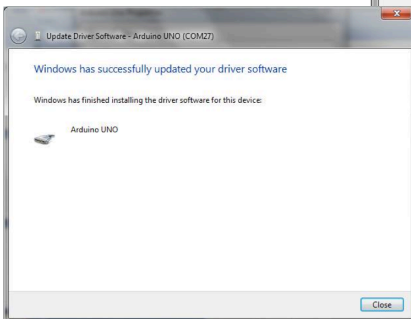 Update Driver Software - Arduino UNO (COM27)
Windows has successfully updated your driver software
Windows has finished installing the driver software for this device:
Arduino UNO
Close